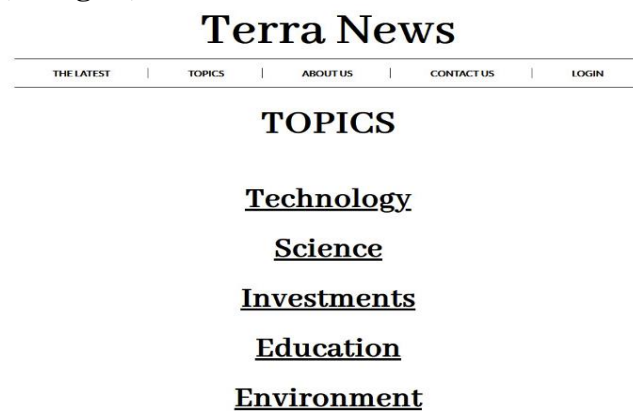 Terra News
THE LATEST | TOPICS | ABOUT US | CONTACT US | LOGIN
TOPICS
Technology
Science
Investments
Education
Environment